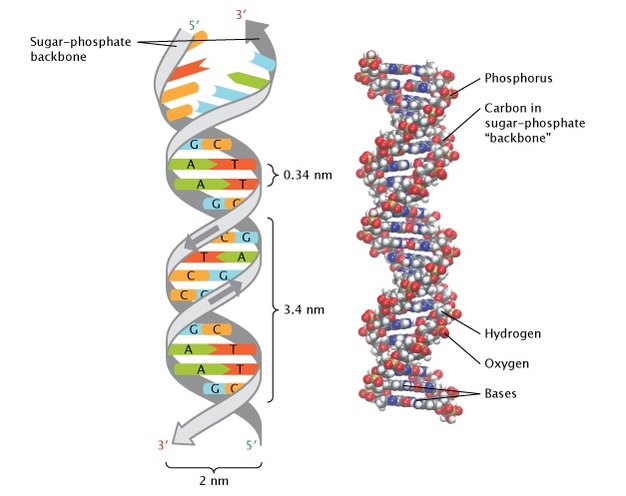 5′
3′
Sugar-phosphate
backbone
G C
A T
A T
G C
C G
T A
C G
C G
G C
A T
A T
G C
0.34 nm
3.4 nm
3′
5′
2 nm
Phosphorus
Carbon in
sugar-phosphate
“backbone”
Hydrogen
Oxygen
Bases